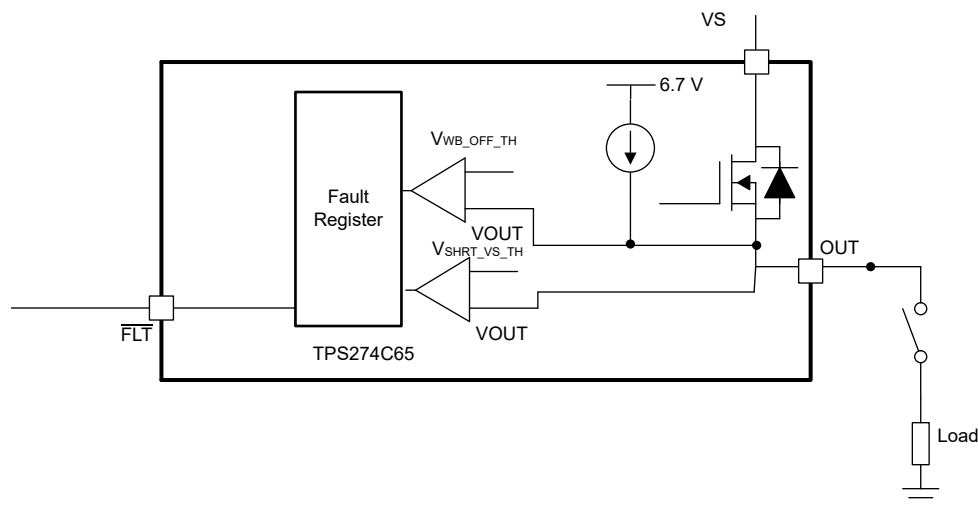 VS
6.7 V
VWB_OFF_TH
Fault
Register
VOUT
VSHRT_VS_TH
OUT
VOUT
FLT
TPS274C65
Load